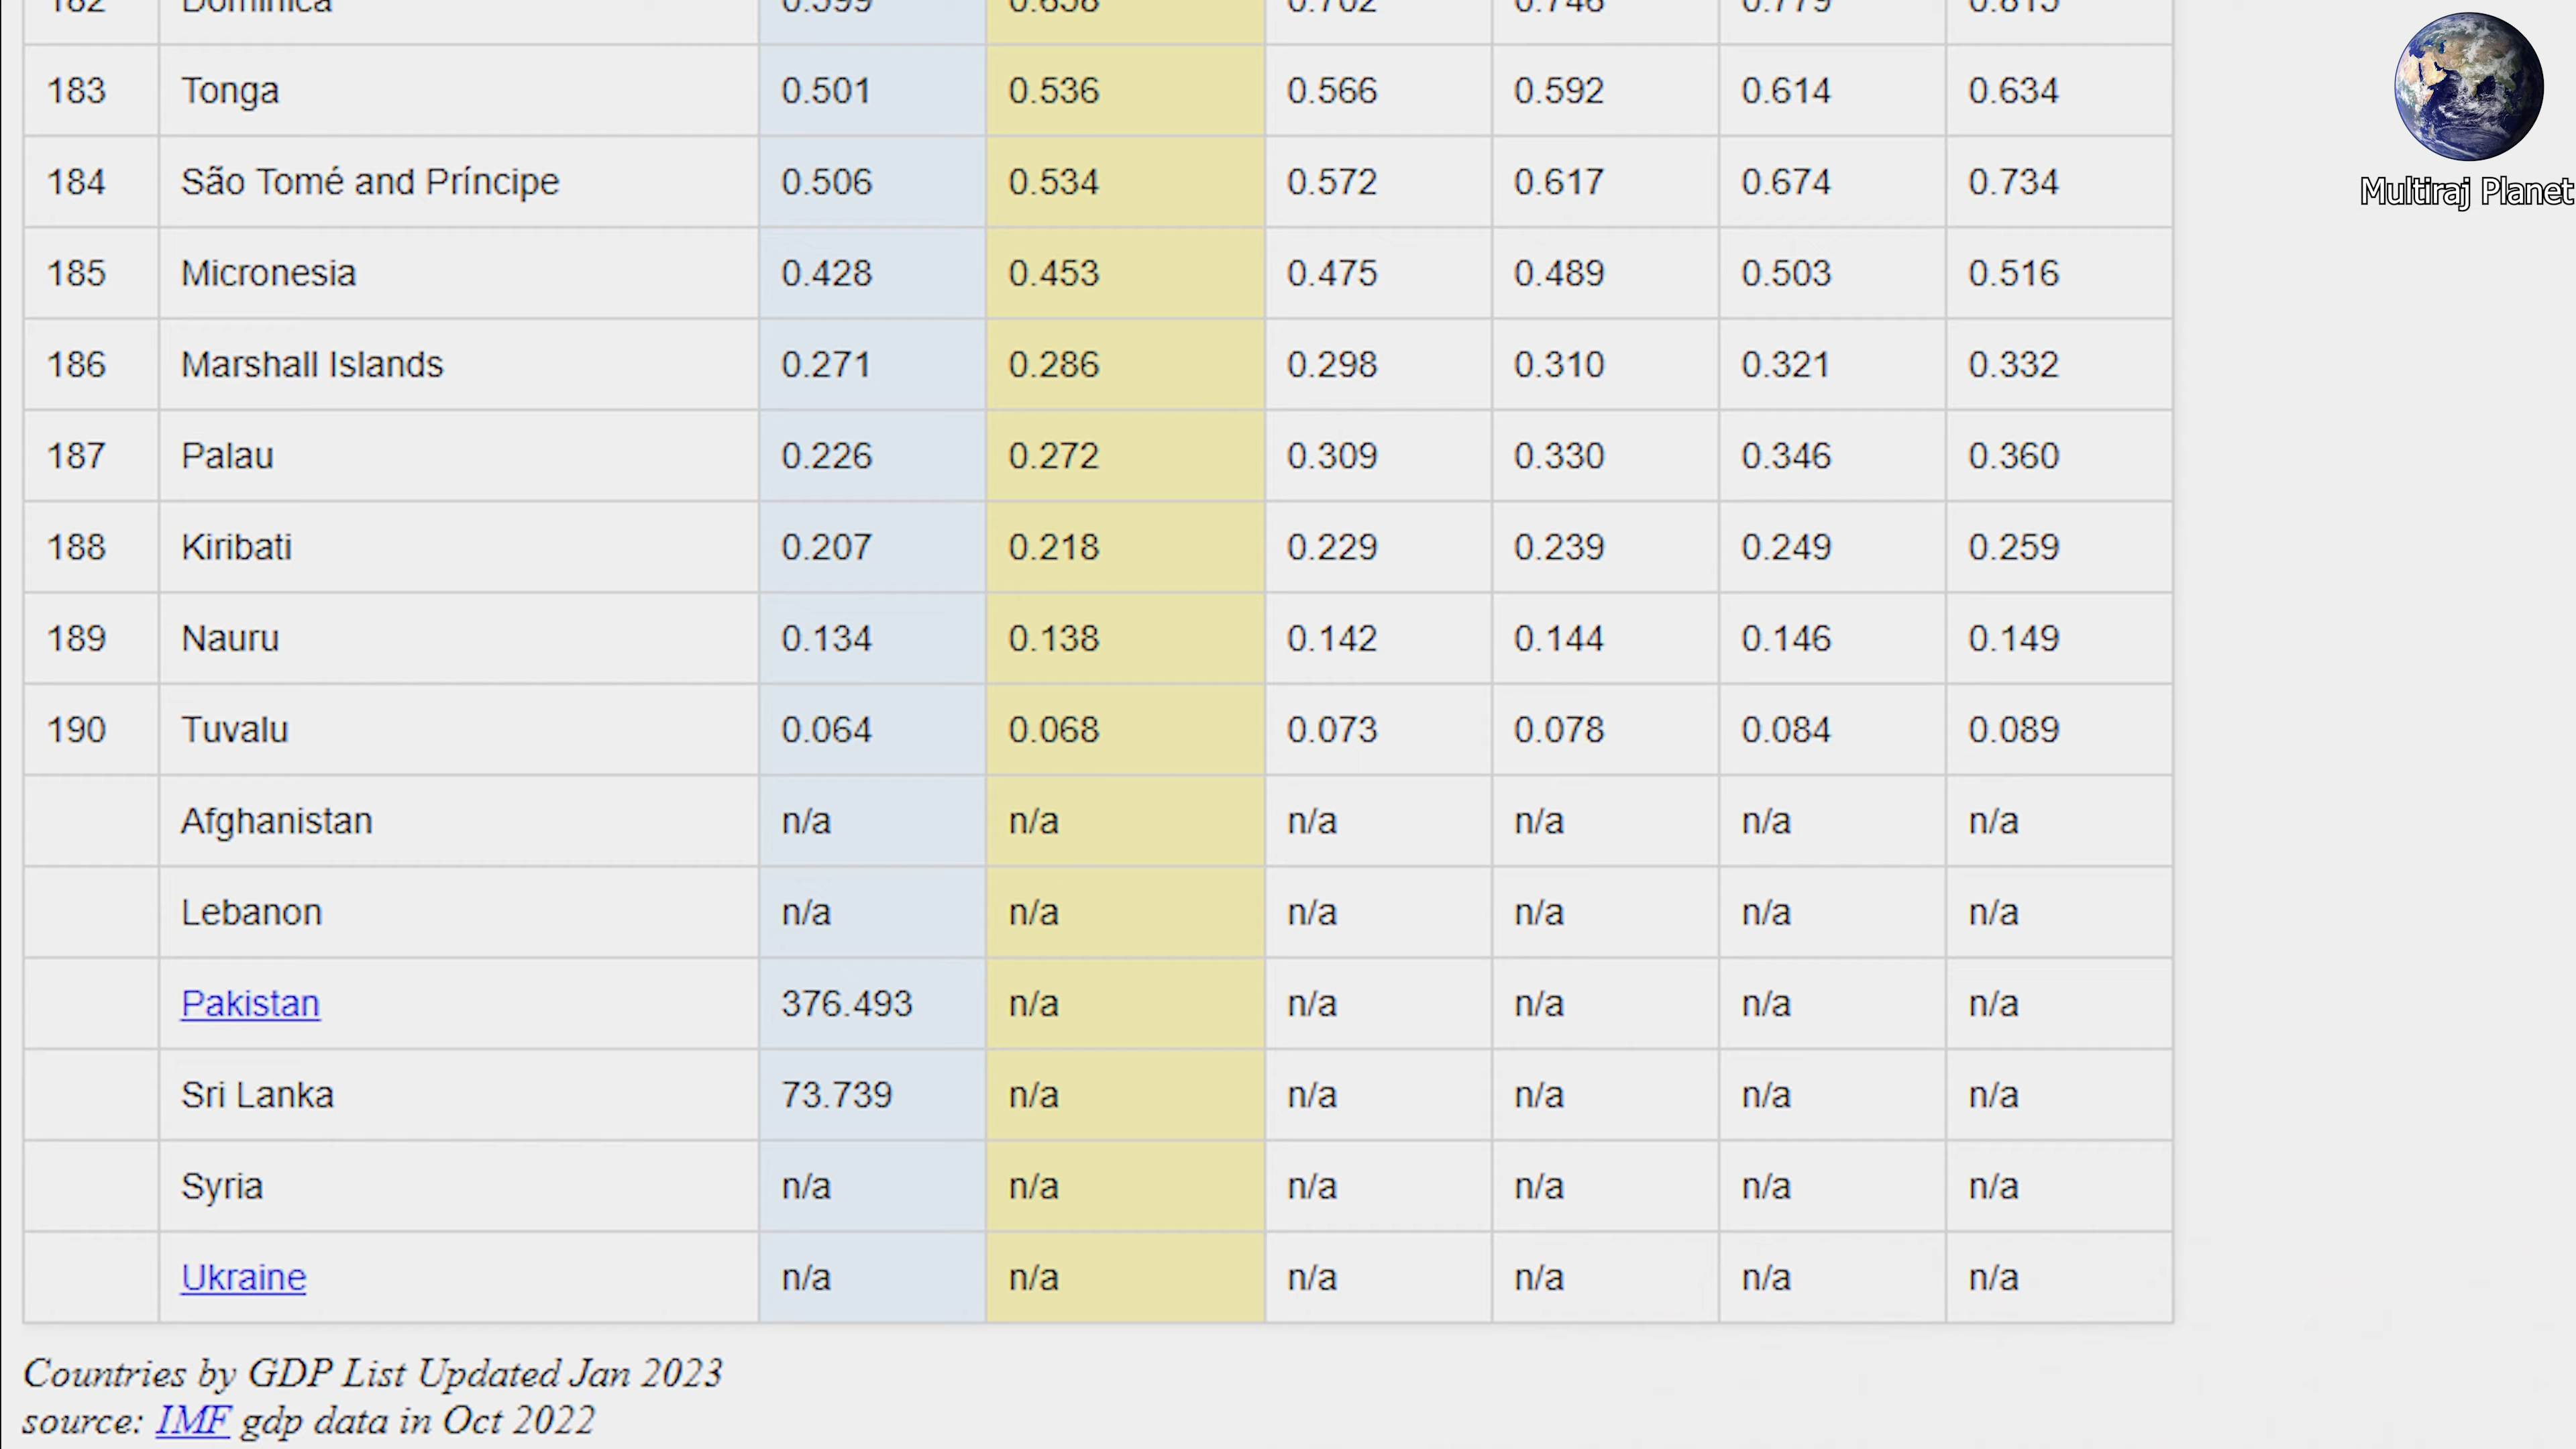 182 Dominica 0.599 0.658 0.702 0.746 0.779 0.815
183 Tonga 0.501 0.536 0.566 0.592 0.614 0.634
184 São Tomé and Príncipe 0.506 0.534 0.572 0.617 0.674 0.734
185 Micronesia 0.428 0.453 0.475 0.489 0.503 0.516
186 Marshall Islands 0.271 0.286 0.298 0.310 0.321 0.332
187 Palau 0.226 0.272 0.309 0.330 0.346 0.360
188 Kiribati 0.207 0.218 0.229 0.239 0.249 0.259
189 Nauru 0.134 0.138 0.142 0.144 0.146 0.149
190 Tuvalu 0.064 0.068 0.073 0.078 0.084 0.089
Afghanistan n/a n/a n/a n/a n/a n/a
Lebanon n/a n/a n/a n/a n/a n/a
Pakistan 376.493 n/a n/a n/a n/a n/a
Sri Lanka 73.739 n/a n/a n/a n/a n/a
Syria n/a n/a n/a n/a n/a n/a
Ukraine n/a n/a n/a n/a n/a n/a
Countries by GDP List Updated Jan 2023
source: IMF gdp data in Oct 2022
Multiraj Planet